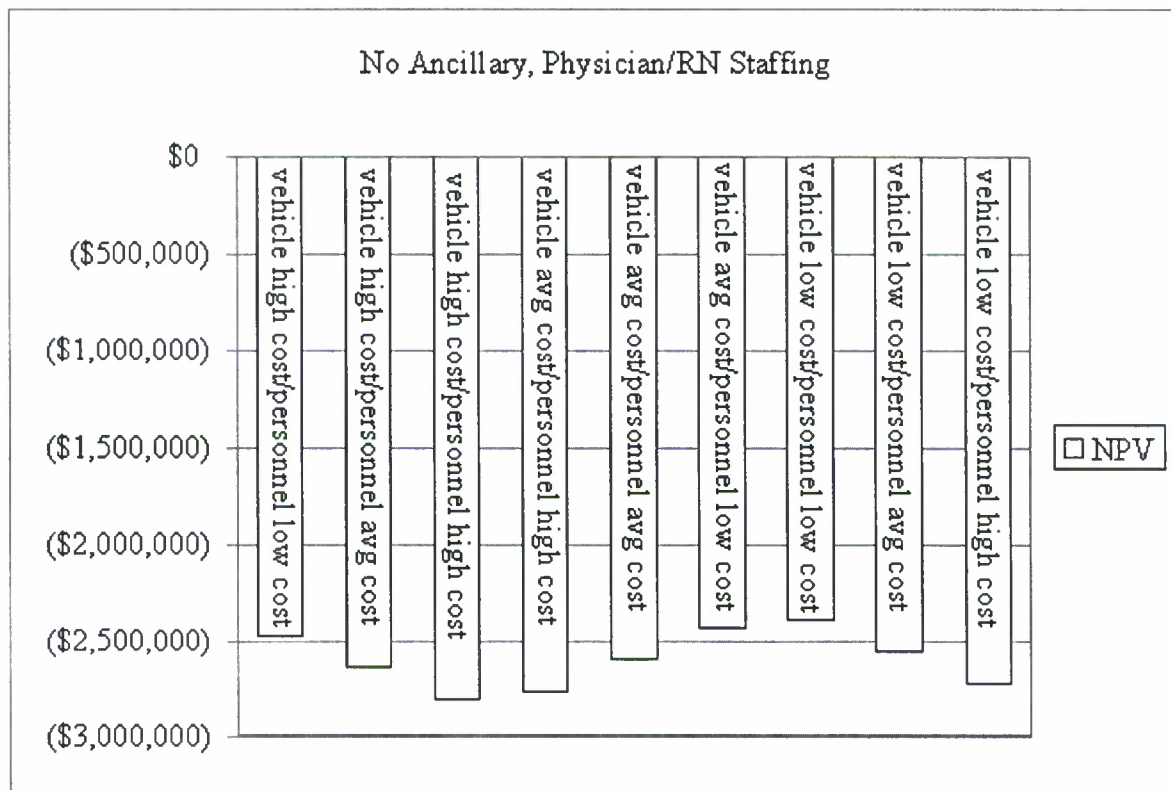 No Ancillary, Physician/RN Staffing
$0
($500,000)
($1,000,000)
($1,500,000)
($2,000,000)
($2,500,000)
($3,000,000)
vehicle high cost/personnel low cost
vehicle high cost/personnel avg cost
vehicle high cost/personnel high cost
vehicle avg cost/personnel high cost
vehicle avg cost/personnel avg cost
vehicle avg cost/personnel low cost
vehicle low cost/personnel low cost
vehicle low cost/personnel avg cost
vehicle low cost/personnel high cost
NPV